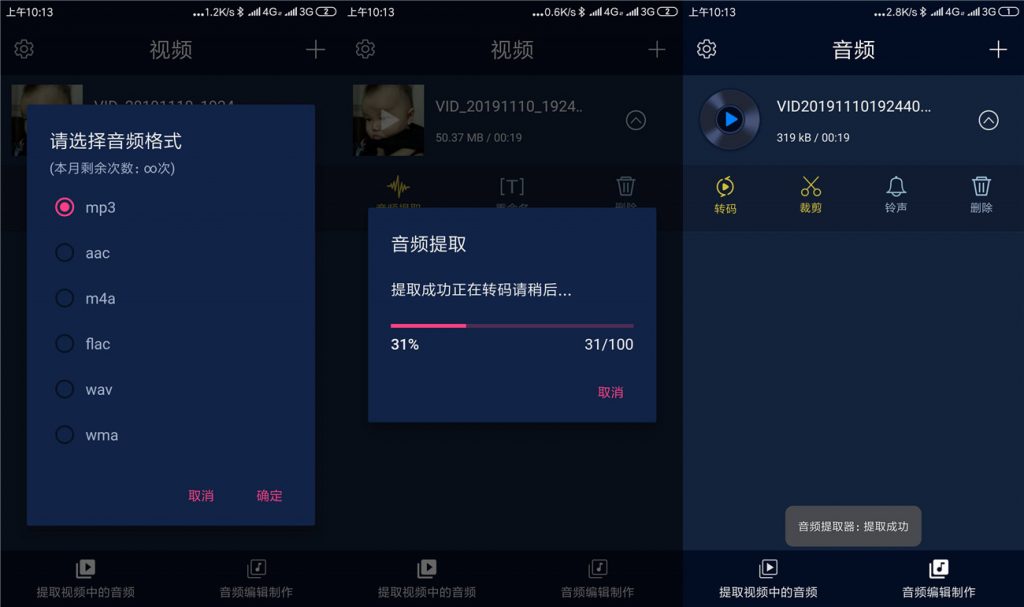 上午10:13
...1.2K/s 4G 3G 2
视频
VID_20191110_1924..
请选择音频格式
(本月剩余次数：∞次)
mp3
aac
m4a
flac
wav
wma
取消 确定
提取视频中的音频 音频编辑制作
上午10:13
...0.6K/s 4G 3G 2
视频
VID_20191110_1924..
50.37 MB / 00:19
[T]
音频提取 重命名 删除
音频提取
提取成功正在转码请稍后...
31% 31/100
取消
提取视频中的音频 音频编辑制作
上午10:13
...2.8K/s 4G 3G 1
音频
VID20191110192440...
319 kB / 00:19
转码 裁剪 铃声 删除
音频提取器：提取成功
提取视频中的音频 音频编辑制作